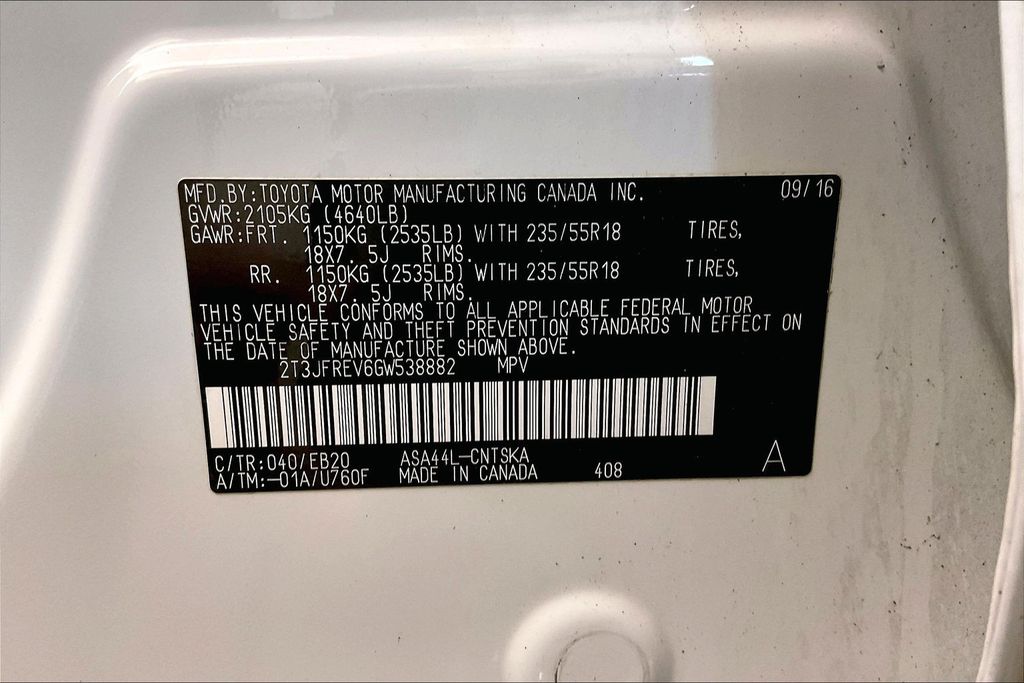 MFD.BY:TOYOTA MOTOR MANUFACTURING CANADA INC. 09/16
GVWR:2105KG (4640LB)
GAWR:FRT. 1150KG (2535LB) WITH 235/55R18 TIRES,
18X7.5J RIMS.
RR. 1150KG (2535LB) WITH 235/55R18 TIRES,
18X7.5J RIMS.
THIS VEHICLE CONFORMS TO ALL APPLICABLE FEDERAL MOTOR
VEHICLE SAFETY AND THEFT PREVENTION STANDARDS IN EFFECT ON
THE DATE OF MANUFACTURE SHOWN ABOVE.
2T3JFREV6GW538882 MPV
C/TR:040/EB20 ASA44L-CNTSKA
A/TM:-01A/U760F MADE IN CANADA 408 A